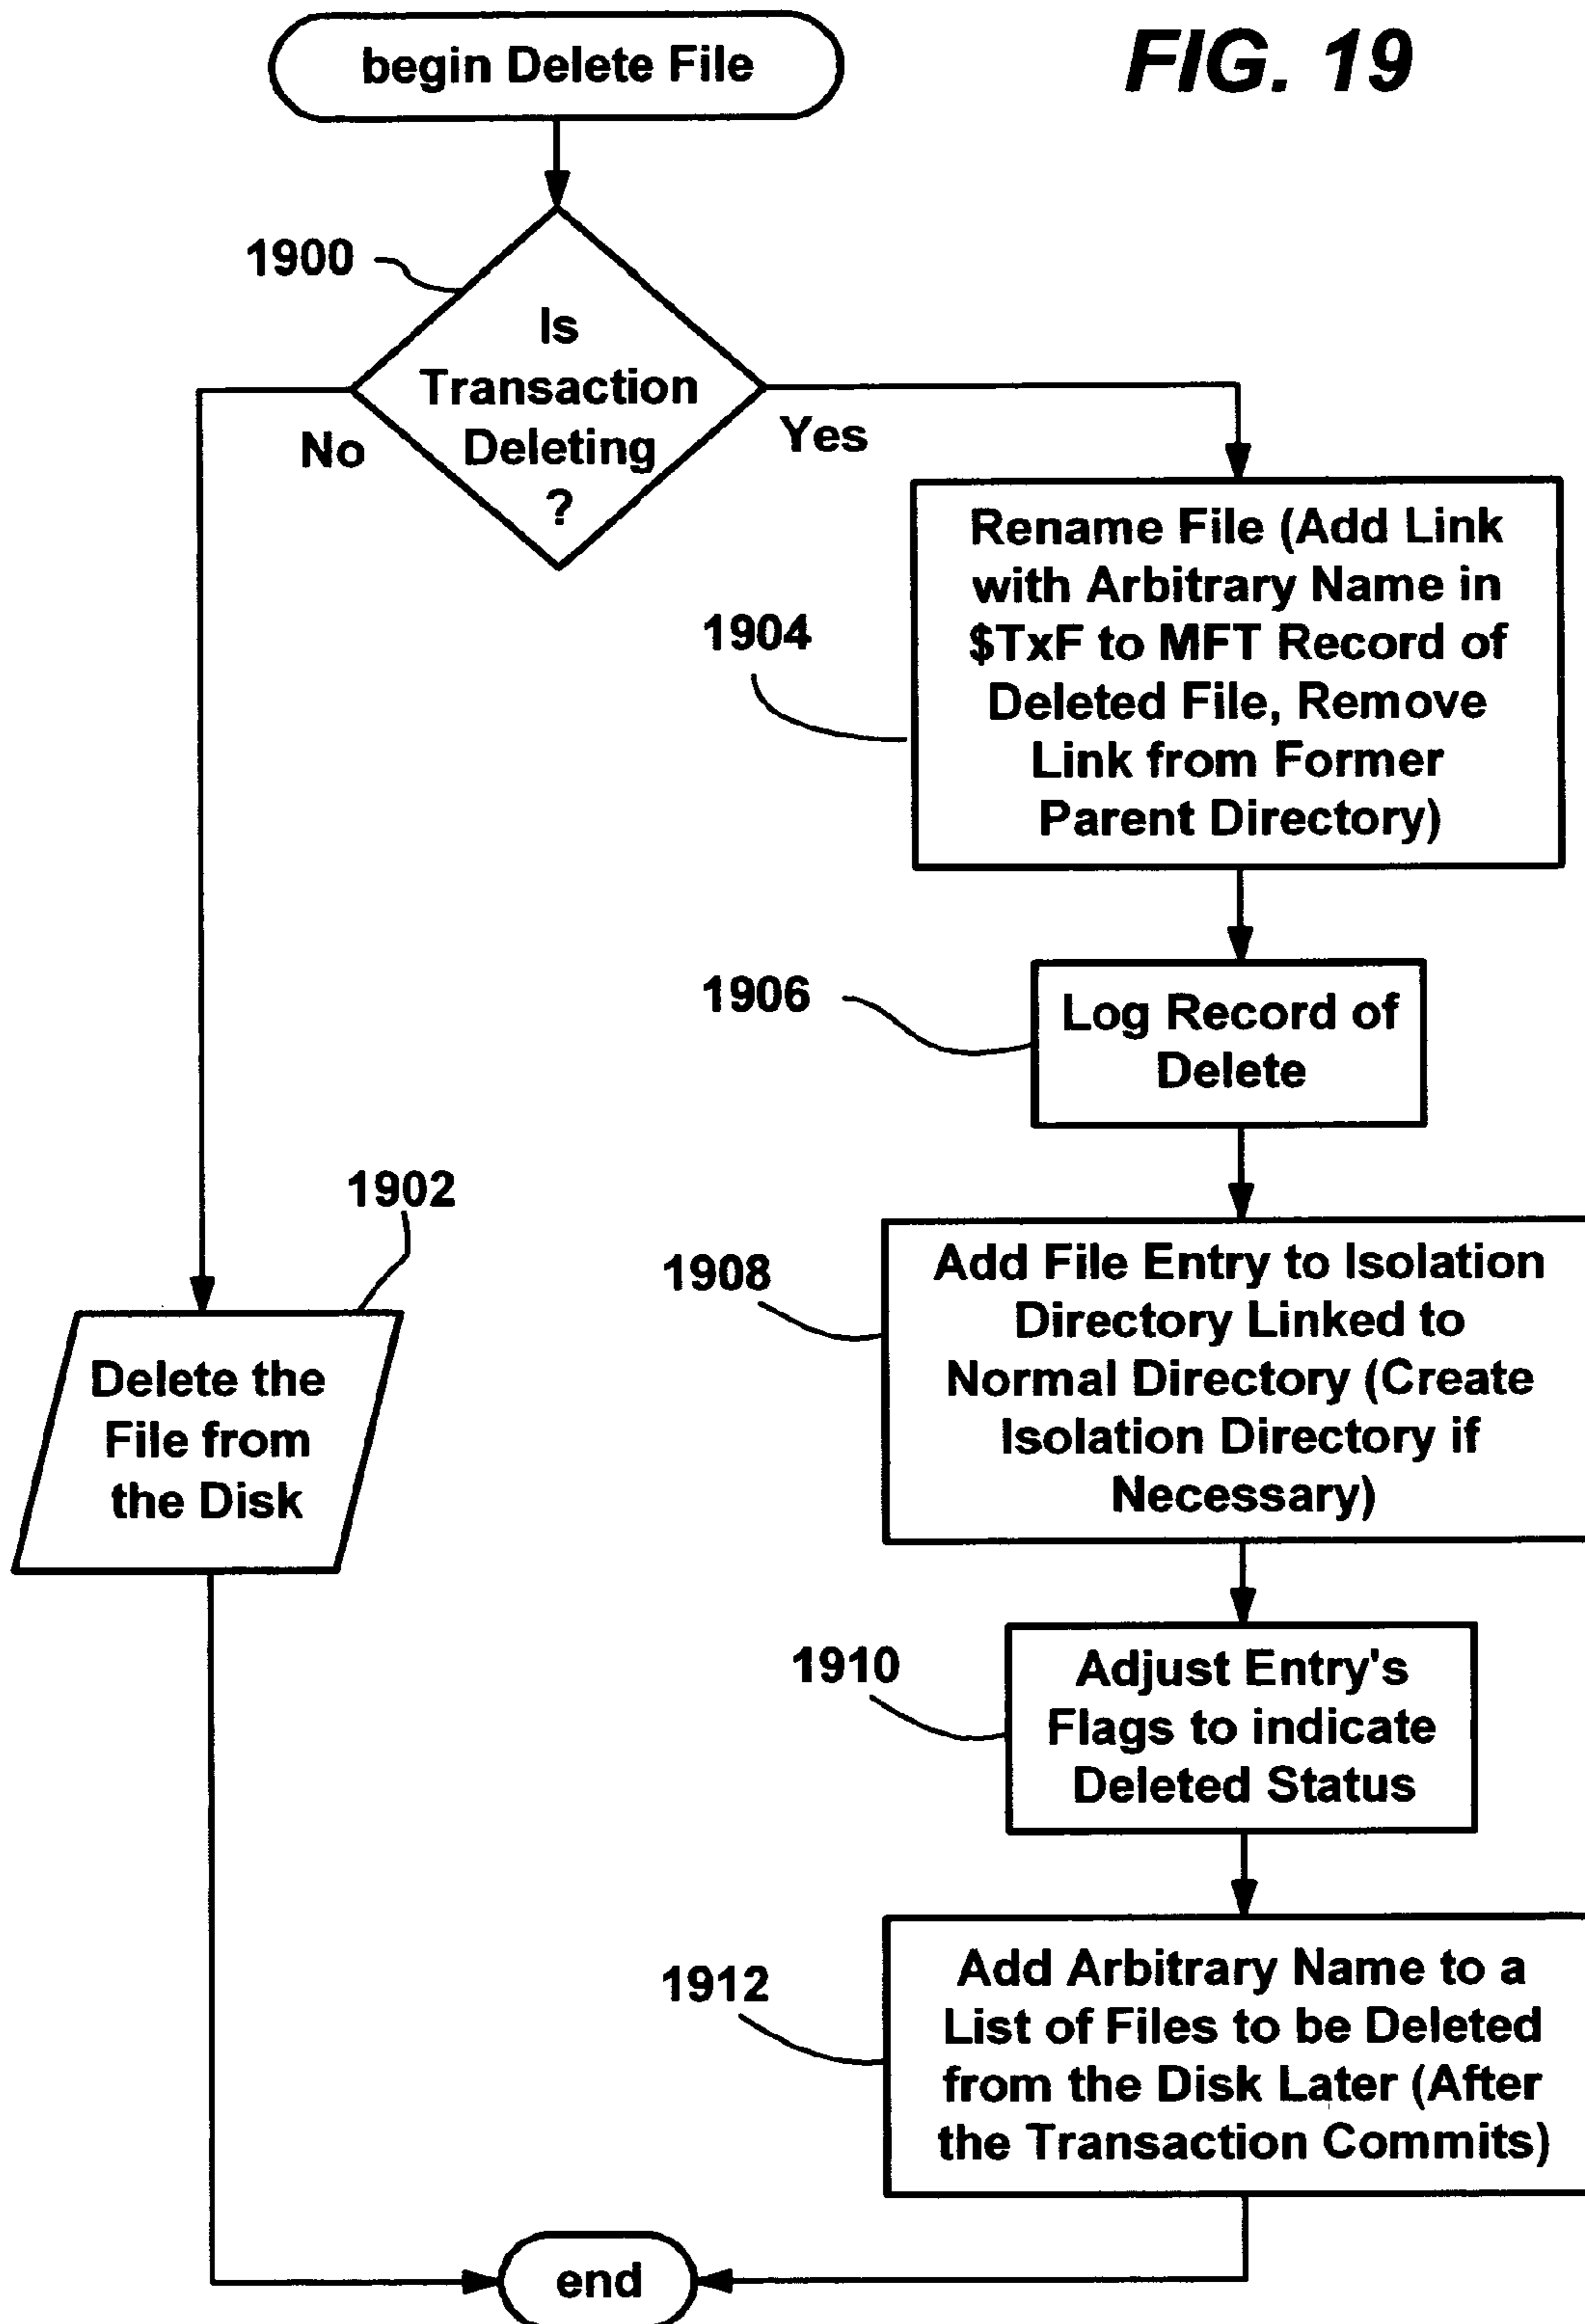 begin Delete File
FIG. 19
1900
Is
Transaction
Deleting
?
No
Yes
Rename File (Add Link
with Arbitrary Name in
$TxF to MFT Record of
Deleted File, Remove
Link from Former
Parent Directory)
1904
1906
Log Record of
Delete
1902
Delete the
File from
the Disk
1908
Add File Entry to Isolation
Directory Linked to
Normal Directory (Create
Isolation Directory if
Necessary)
1910
Adjust Entry's
Flags to indicate
Deleted Status
1912
Add Arbitrary Name to a
List of Files to be Deleted
from the Disk Later (After
the Transaction Commits)
end